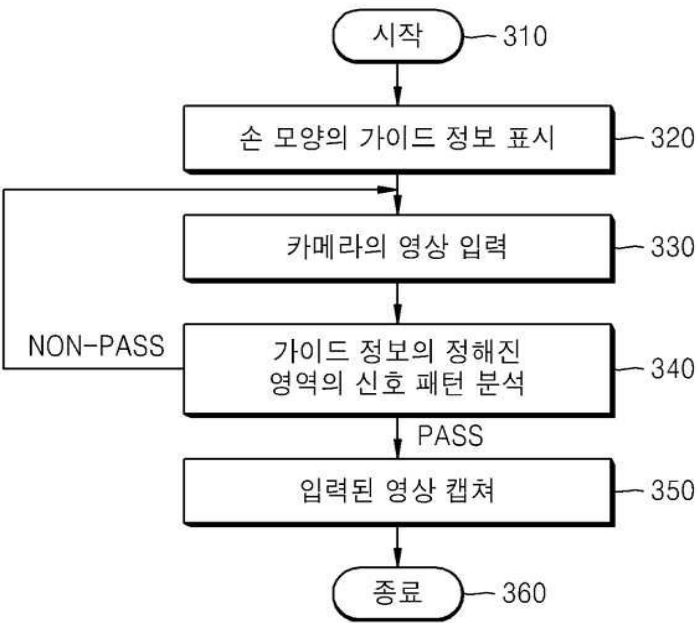 시작
310
손 모양의 가이드 정보 표시
320
카메라의 영상 입력
330
NON-PASS
가이드 정보의 정해진
영역의 신호 패턴 분석
340
PASS
입력된 영상 캡쳐
350
종료
360